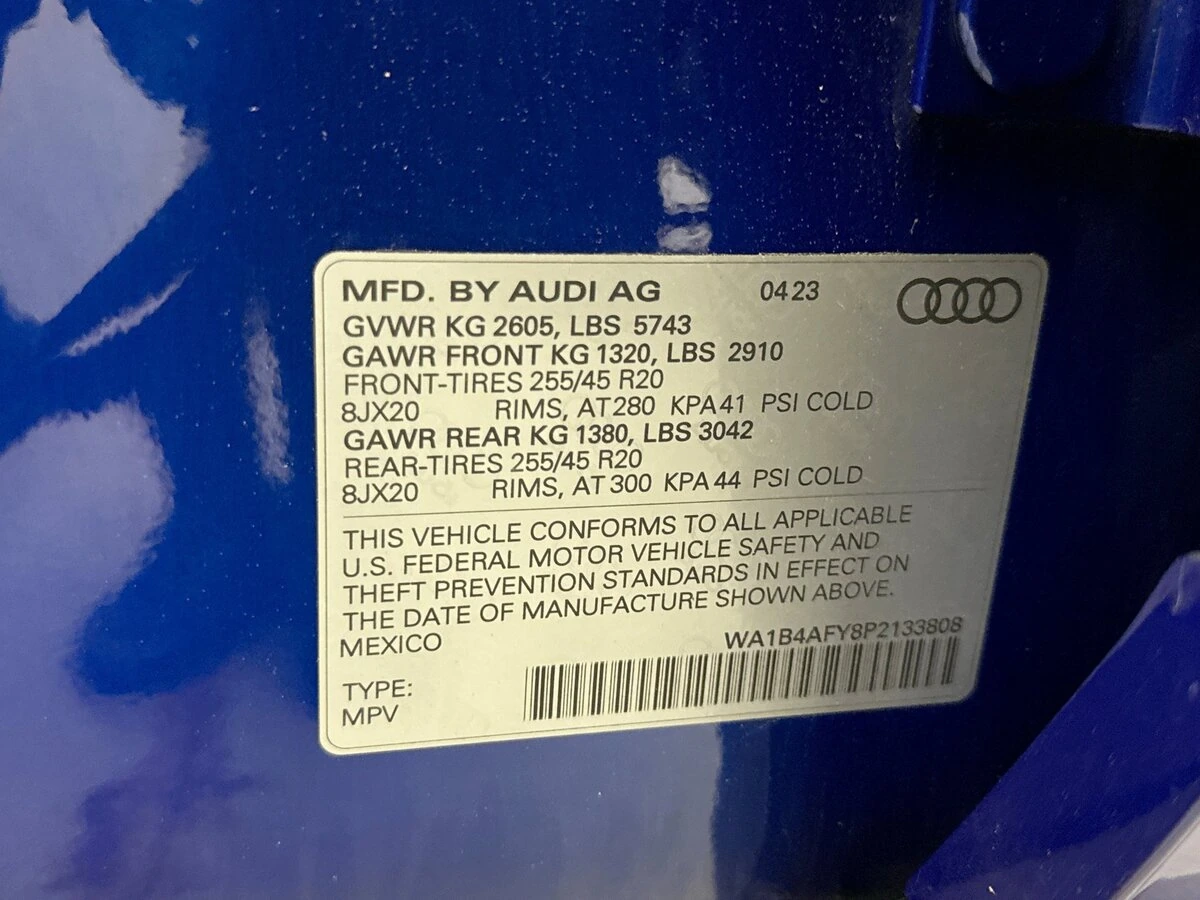 MFD. BY AUDI AG 0423
GVWR KG 2605, LBS 5743
GAWR FRONT KG 1320, LBS 2910
FRONT-TIRES 255/45 R20
8JX20 RIMS, AT 280 KPA 41 PSI COLD
GAWR REAR KG 1380, LBS 3042
REAR-TIRES 255/45 R20
8JX20 RIMS, AT 300 KPA 44 PSI COLD
THIS VEHICLE CONFORMS TO ALL APPLICABLE
U.S. FEDERAL MOTOR VEHICLE SAFETY AND
THEFT PREVENTION STANDARDS IN EFFECT ON
THE DATE OF MANUFACTURE SHOWN ABOVE.
MEXICO WA1B4AFY8P2133808
TYPE:
MPV